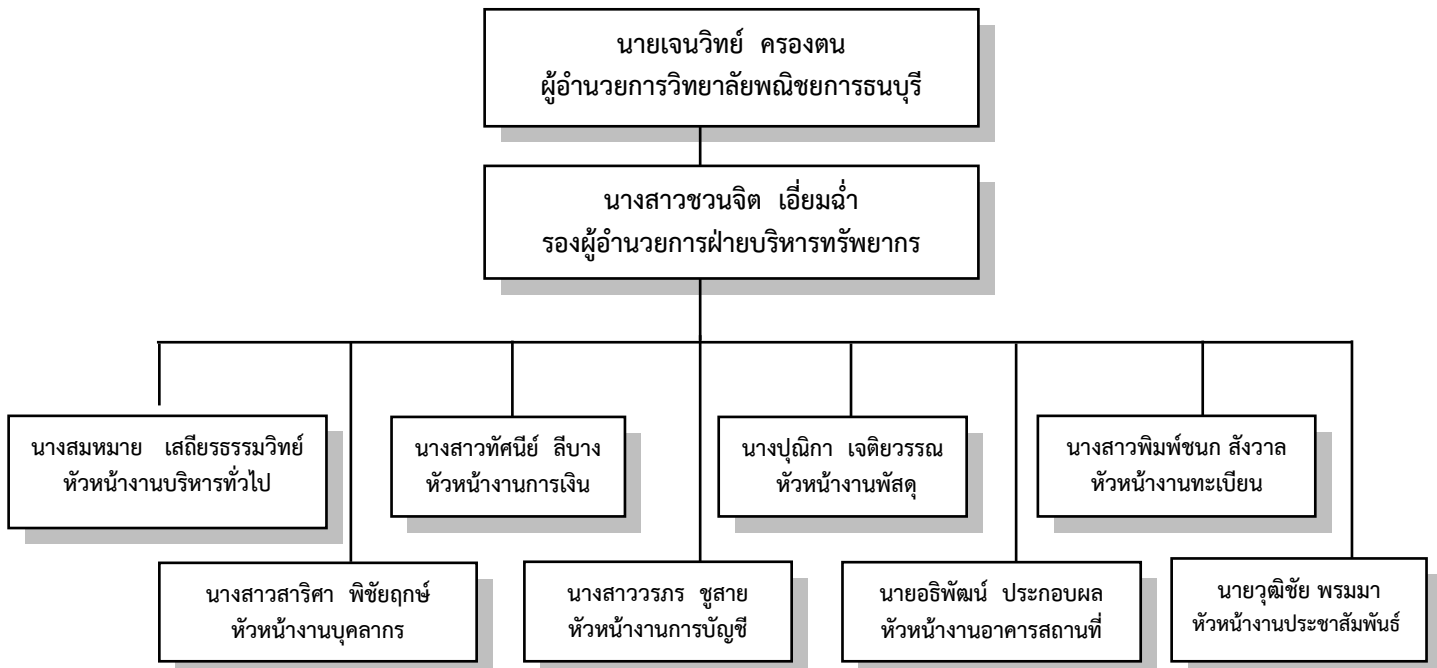 นายเจนวิทย์ ครองตน
ผู้อำนวยการวิทยาลัยพณิชยการธนบุรี
นางสาวชวนจิต เอี่ยมฉ่ำ
รองผู้อำนวยการฝ่ายบริหารทรัพยากร
นางสมหมาย เสถียรธรรมวิทย์
หัวหน้างานบริหารทั่วไป
นางสาวทัศนีย์ ลีบาง
หัวหน้างานการเงิน
นางปุณิกา เจติยวรรณ
หัวหน้างานพัสดุ
นางสาวพิมพ์ชนก สังวาล
หัวหน้างานทะเบียน
นางสาวสาริศา พิชัยฤกษ์
หัวหน้างานบุคลากร
นางสาววรภร ชูสาย
หัวหน้างานการบัญชี
นายอธิพัฒน์ ประกอบผล
หัวหน้างานอาคารสถานที่
นายวุฒิชัย พรมมา
หัวหน้างานประชาสัมพันธ์